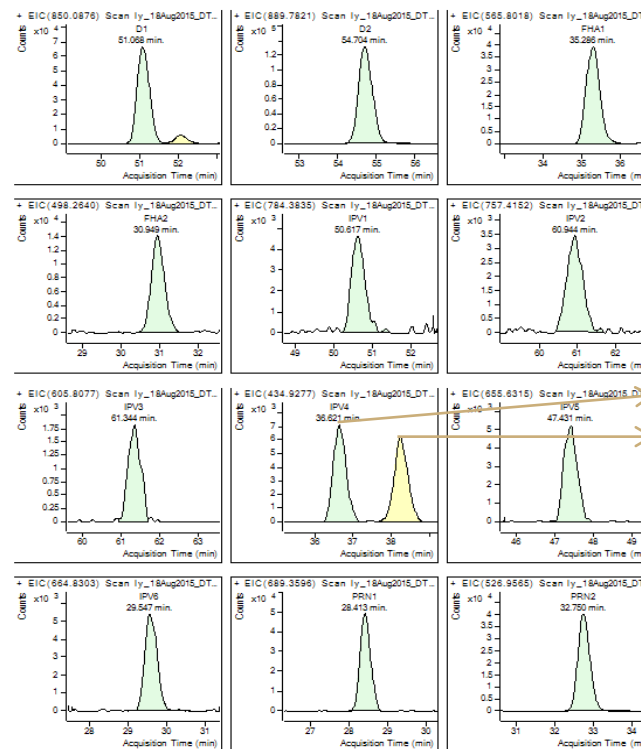 + EIC(850.0876) Scan ly_18Aug2015_DT...
Counts
x10 4
D1
51.068 min.
7
6
5
4
3
2
1
0
50 51 52
Acquisition Time (min)
+ EIC(889.7821) Scan ly_18Aug2015_DT...
Counts
x10
D2
54.704 min.
1.2
1
0.8
0.6
0.4
0.2
0
53 54 55 56
Acquisition Time (min)
+ EIC(565.8018) Scan ly_18Aug2015_DT
Counts
x10 4
FHA1
35.286 min.
4
3.5
3
2.5
2
1.5
1
0.5
0
34 35 36
Acquisition Time (m
+ EIC(498.2640) Scan ly_18Aug2015_DT...
Counts
x10 4
FHA2
30.949 min.
1.4
1.2
1
0.8
0.6
0.4
0.2
0
29 30 31 32
Acquisition Time (min)
+ EIC(784.3835) Scan ly_18Aug2015_DT...
Counts
x10 3
IPV1
50.617 min.
5
4
3
2
1
0
49 50 51 52
Acquisition Time (min)
+ EIC(757.4152) Scan ly_18Aug2015_DT
Counts
x10 3
IPV2
60.944 min.
3.5
3
2.5
2
1.5
1
0.5
0
60 61 62
Acquisition Time (m
+ EIC(605.8077) Scan ly_18Aug2015_DT...
Counts
x10 3
IPV3
61.344 min.
1.75
1.5
1.25
1
0.75
0.5
0.25
0
60 61 62 63
Acquisition Time (min)
+ EIC(434.9277) Scan ly_18Aug2015_DT...
Counts
x10 3
IPV4
36.621 min.
7
6
5
4
3
2
1
0
36 37 38
Acquisition Time (min)
+ EIC(655.6315) Scan ly_18Aug2015_DT
Counts
x10 3
IPV5
47.431 min.
5
4
3
2
1
0
46 47 48 49
Acquisition Time (m
+ EIC(664.8303) Scan ly_18Aug2015_DT...
Counts
x10 3
IPV6
29.547 min.
6
5
4
3
2
1
0
28 29 30 31
Acquisition Time (min)
+ EIC(689.3596) Scan ly_18Aug2015_DT...
Counts
x10 4
PRN1
28.413 min.
5
4
3
2
1
0
27 28 29 30
Acquisition Time (min)
+ EIC(526.9565) Scan ly_18Aug2015_DT
Counts
x10 4
PRN2
32.750 min.
4
3.5
3
2.5
2
1.5
1
0.5
0
31 32 33 34
Acquisition Time (m